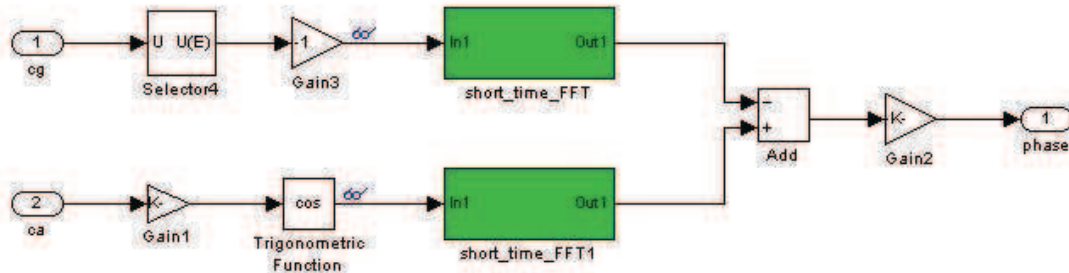 1
cg
U U(E)
Selector4
-1
Gain3
In1 Out1
short_time_FFT
−
+
Add
K-
Gain2
1
phase
2
ca
K-
Gain1
cos
Trigonometric
Function
In1 Out1
short_time_FFT1